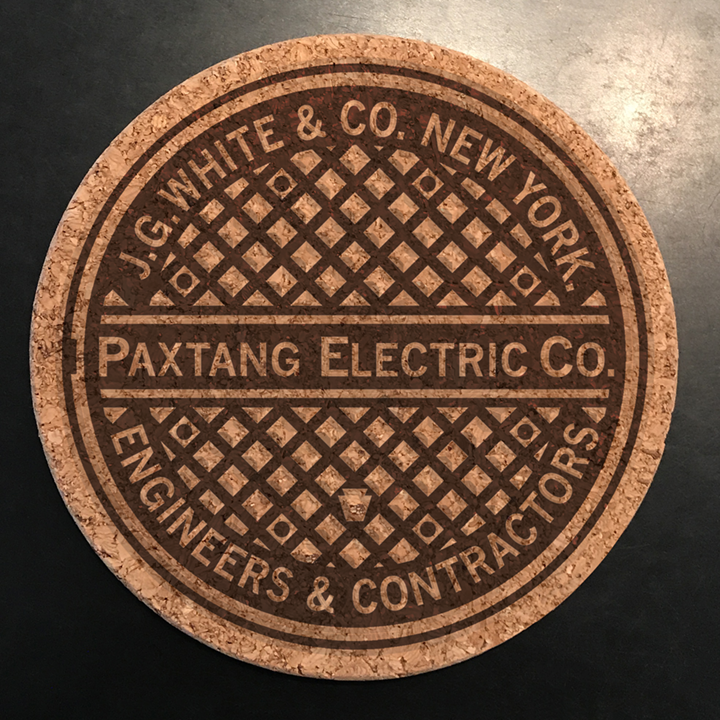 J.G. WHITE & CO. NEW YORK.
PAXTANG ELECTRIC CO.
ENGINEERS & CONTRACTORS